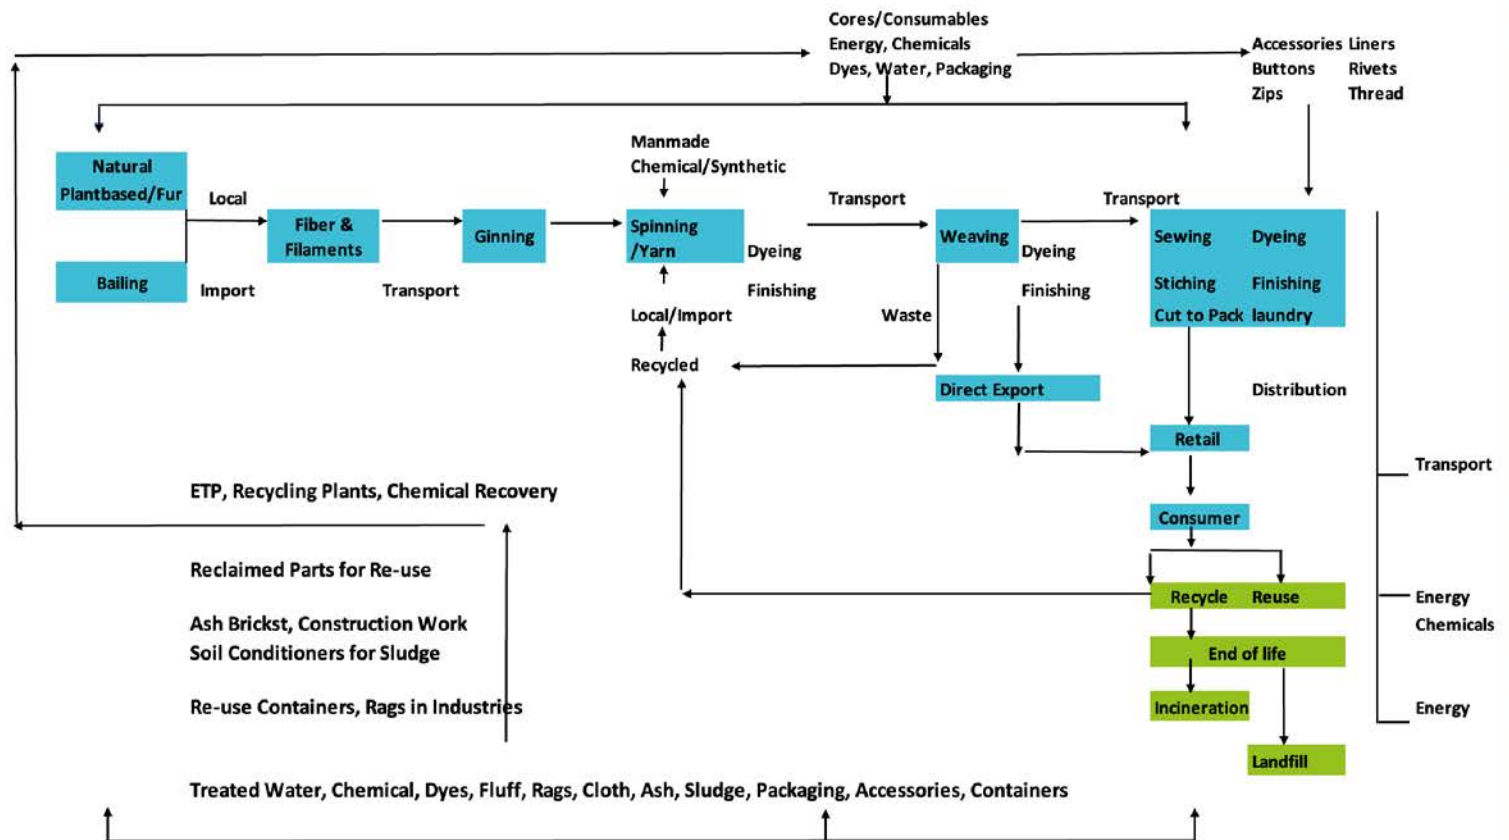 Cores/Consumables
Energy, Chemicals
Dyes, Water, Packaging
Accessories Liners
Buttons Rivets
Zips Thread
Manmade
Chemical/Synthetic
Natural
Plantbased/Fur
Local
Transport
Transport
Fiber &
Filaments
Ginning
Spinning
/Yarn
Dyeing
Weaving
Dyeing
Sewing Dyeing
Bailing
Import
Transport
Finishing
Finishing
Stiching Finishing
Local/Import
Waste
Cut to Pack laundry
Recycled
Direct Export
Distribution
Retail
Transport
ETP, Recycling Plants, Chemical Recovery
Consumer
Reclaimed Parts for Re-use
Recycle Reuse
Energy
Chemicals
Ash Brickst, Construction Work
Soil Conditioners for Sludge
End of life
Re-use Containers, Rags in Industries
Incineration
Energy
Landfill
Treated Water, Chemical, Dyes, Fluff, Rags, Cloth, Ash, Sludge, Packaging, Accessories, Containers